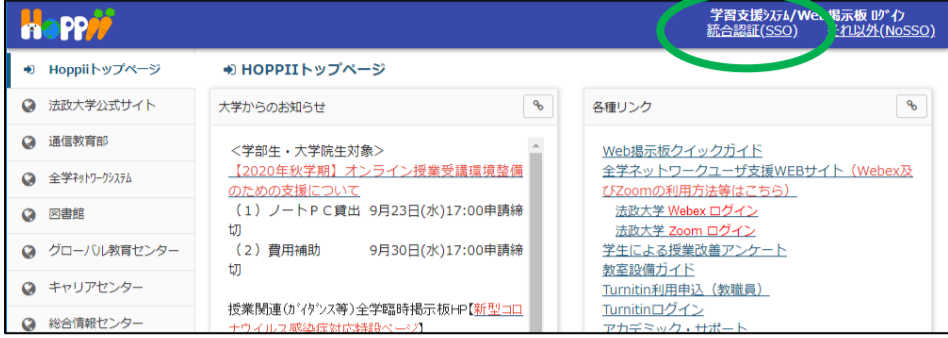 Hoppii
学習支援ｼｽﾃﾑ/Web掲示板 ﾛｸﾞｲﾝ
統合認証(SSO)
それ以外(NoSSO)
Hoppiiトップページ
法政大学公式サイト
通信教育部
全学ﾈｯﾄﾜｰｸｼｽﾃﾑ
図書館
グローバル教育センター
キャリアセンター
総合情報センター
HOPPIIトップページ
大学からのお知らせ
＜学部生・大学院生対象＞
【2020年秋学期】オンライン授業受講環境整備
のための支援について
（１）ノートＰＣ貸出 9月23日(水)17:00申請締
切
（２）費用補助 9月30日(水)17:00申請締
切
授業関連(ｶﾞｲﾀﾞﾝｽ等)全学臨時掲示板HP【新型コロ
ナウイルス感染症対応特設ページ】
各種リンク
Web掲示板クイックガイド
全学ネットワークユーザ支援WEBサイト（Webex及
びZoomの利用方法等はこちら）
法政大学 Webex ログイン
法政大学 Zoom ログイン
学生による授業改善アンケート
教室設備ガイド
Turnitin利用申込（教職員）
Turnitinログイン
アカデミック・サポート